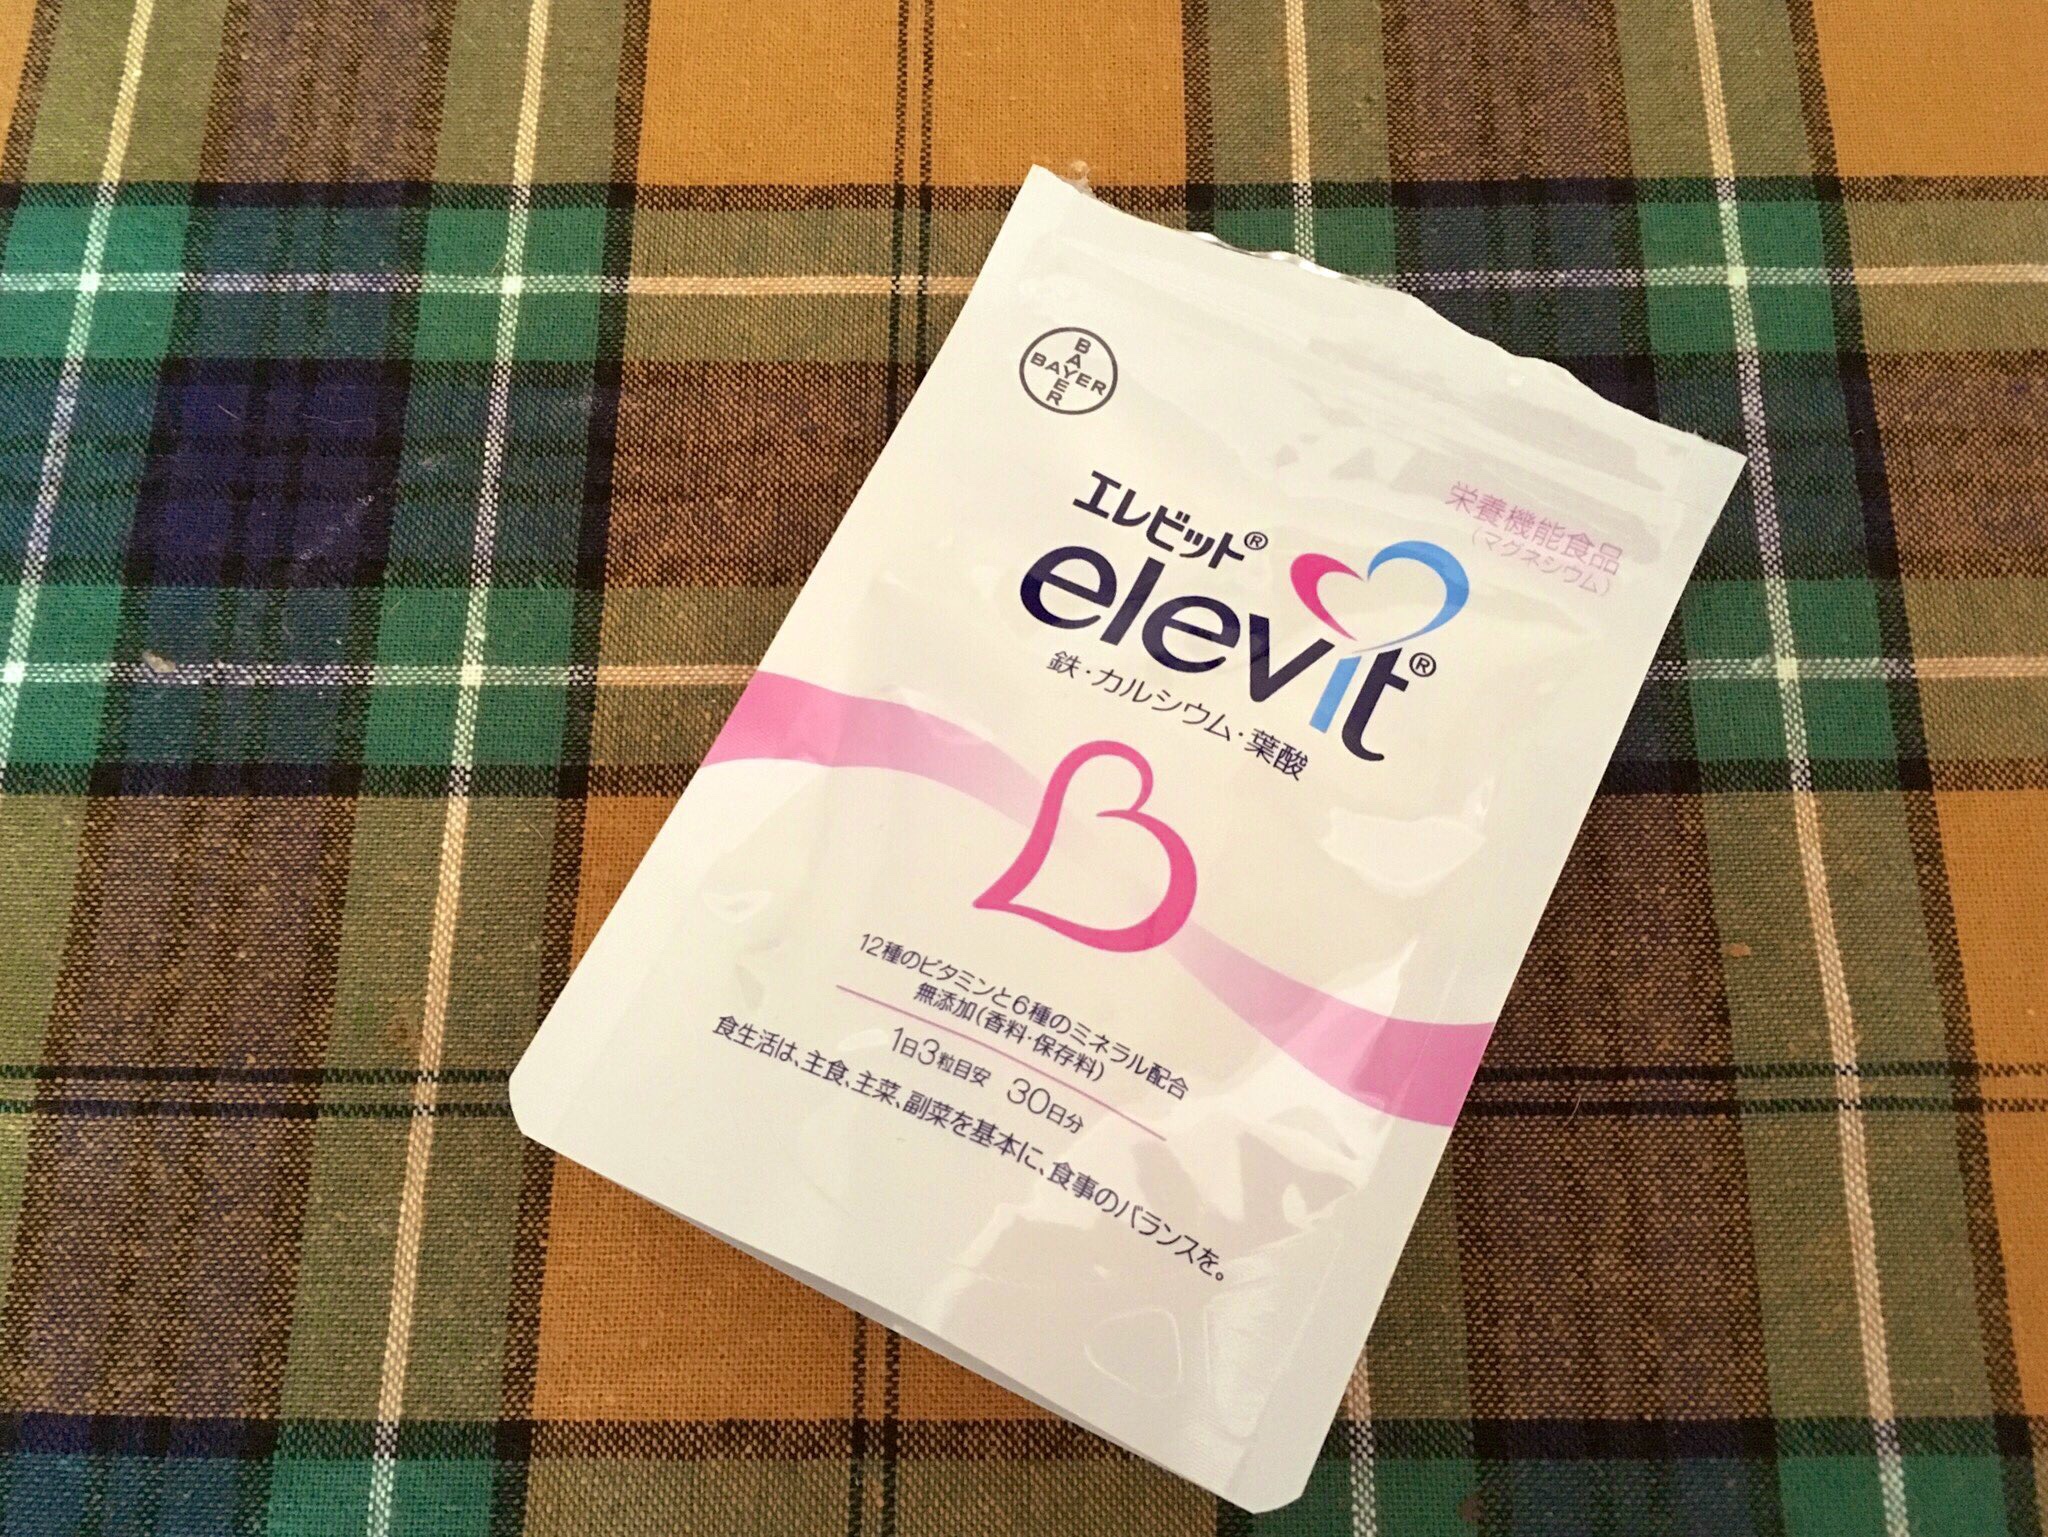 BAYER
BAYER
栄養機能食品
(マグネシウム)
エレビット®
elevit®
鉄・カルシウム・葉酸
12種のビタミンと6種のミネラル配合
無添加(香料・保存料)
1日3粒目安 30日分
食生活は、主食、主菜、副菜を基本に、食事のバランスを。